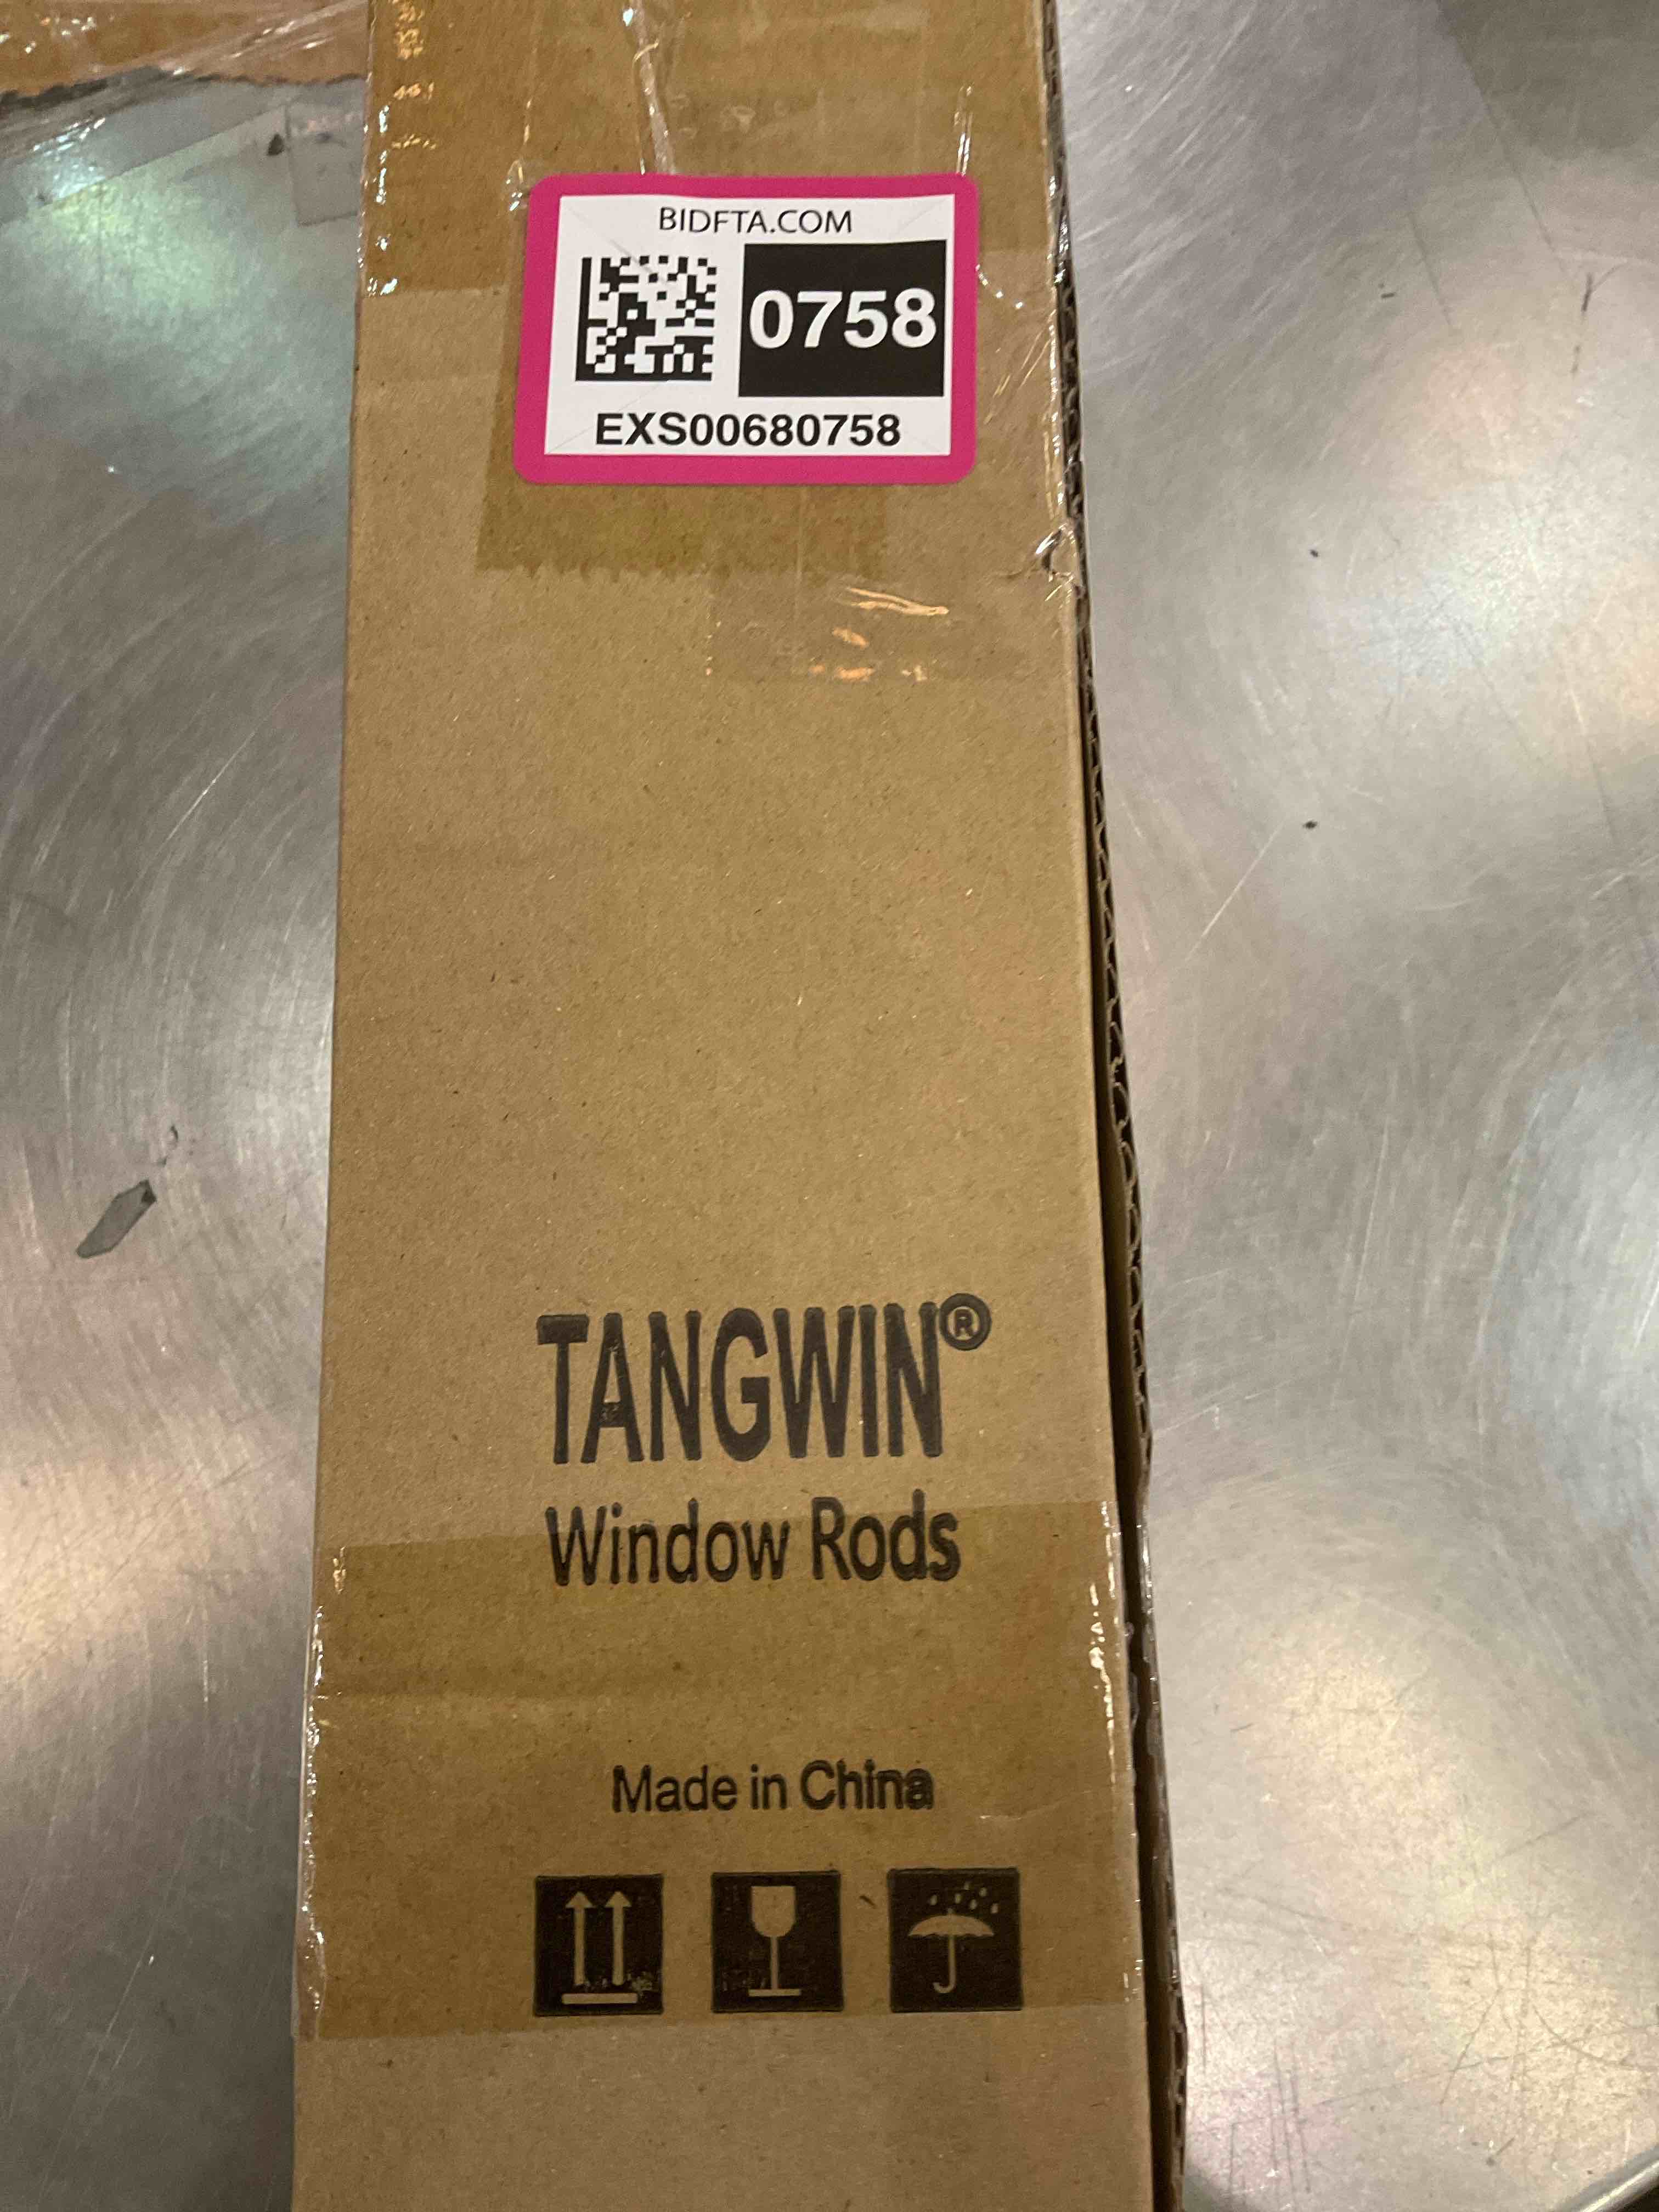 BIDFTA.COM
0758
EXS00680758
TANGWIN®
Window Rods
Made in China